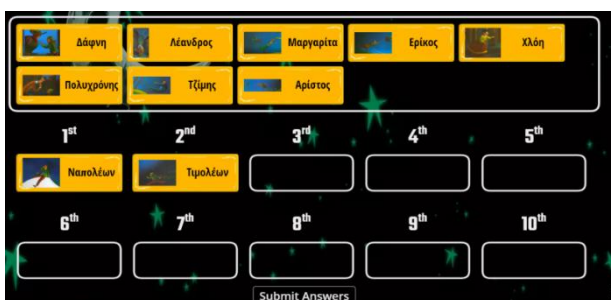 Δάφνη Λέανδρος Μαργαρίτα Ερίκος Χλόη
Πολυχρόνης Τζίμης Αρίστος
1st 2nd 3rd 4th 5th
Ναπολέων Τιμολέων
6th 7th 8th 9th 10th
Submit Answers